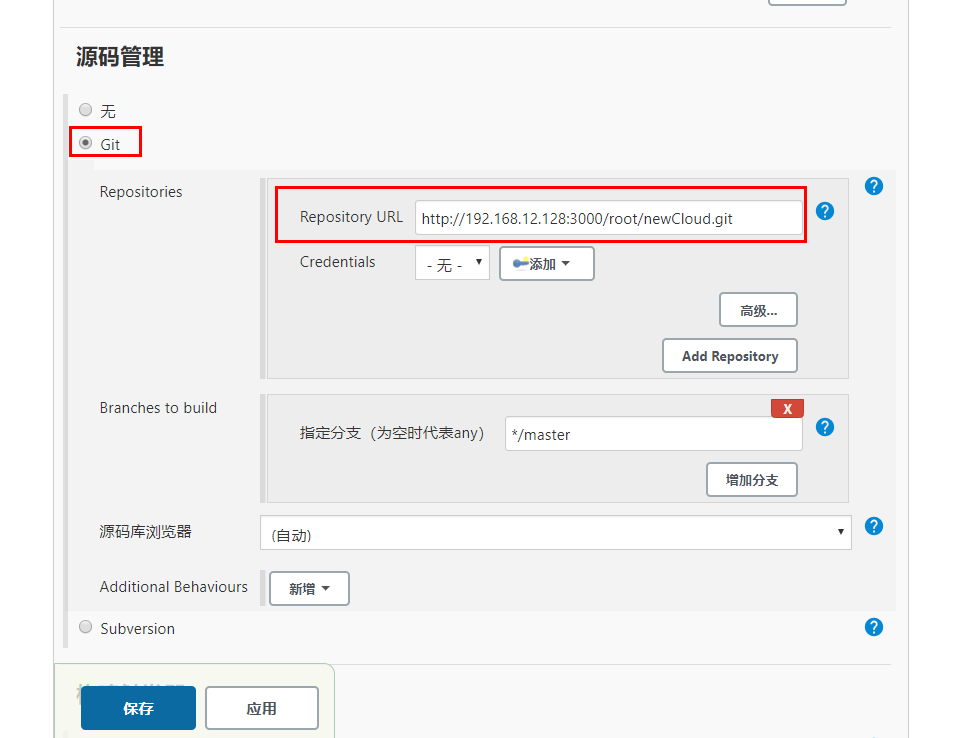 源码管理
无
Git
Repositories
Repository URL http://192.168.12.128:3000/root/newCloud.git
Credentials - 无 - 添加
高级...
Add Repository
Branches to build
X
指定分支（为空时代表any） */master
增加分支
源码库浏览器 (自动)
Additional Behaviours 新增
Subversion
保存 应用